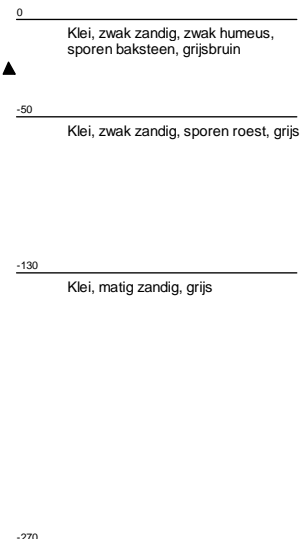 0
Klei, zwak zandig, zwak humeus,
sporen baksteen, grijsbruin
-50
Klei, zwak zandig, sporen roest, grijs
-130
Klei, matig zandig, grijs
-270